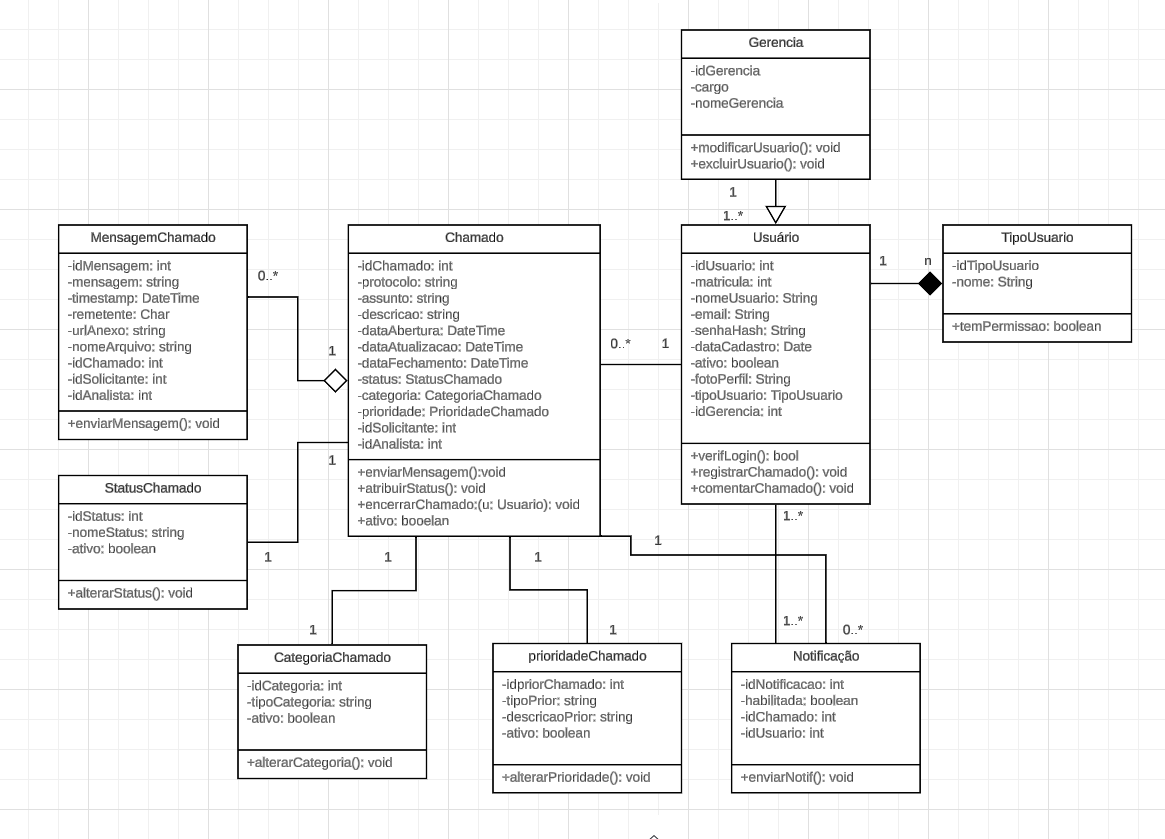 Gerencia
-idGerencia
-cargo
-nomeGerencia
+modificarUsuario(): void
+excluirUsuario(): void
1
1..*
MensagemChamado
-idMensagem: int
-mensagem: string
-timestamp: DateTime
-remetente: Char
-urlAnexo: string
-nomeArquivo: string
-idChamado: int
-idSolicitante: int
-idAnalista: int
+enviarMensagem(): void
0..*
1
Chamado
-idChamado: int
-protocolo: string
-assunto: string
-descricao: string
-dataAbertura: DateTime
-dataAtualizacao: DateTime
-dataFechamento: DateTime
-status: StatusChamado
-categoria: CategoriaChamado
-prioridade: PrioridadeChamado
-idSolicitante: int
-idAnalista: int
+enviarMensagem():void
+atribuirStatus(): void
+encerrarChamado:(u: Usuario): void
+ativo: booelan
0..*
1
Usuário
-idUsuario: int
-matricula: int
-nomeUsuario: String
-email: String
-senhaHash: String
-dataCadastro: Date
-ativo: boolean
-fotoPerfil: String
-tipoUsuario: TipoUsuario
-idGerencia: int
+verifLogin(): bool
+registrarChamado(): void
+comentarChamado(): void
1
n
TipoUsuario
-idTipoUsuario
-nome: String
+temPermissao: boolean
1
StatusChamado
-idStatus: int
-nomeStatus: string
-ativo: boolean
+alterarStatus(): void
1
1
1
1
1..*
1
1
1..*
0..*
CategoriaChamado
-idCategoria: int
-tipoCategoria: string
-ativo: boolean
+alterarCategoria(): void
prioridadeChamado
-idpriorChamado: int
-tipoPrior: string
-descricaoPrior: string
-ativo: boolean
+alterarPrioridade(): void
Notificação
-idNotificacao: int
-habilitada: boolean
-idChamado: int
-idUsuario: int
+enviarNotif(): void